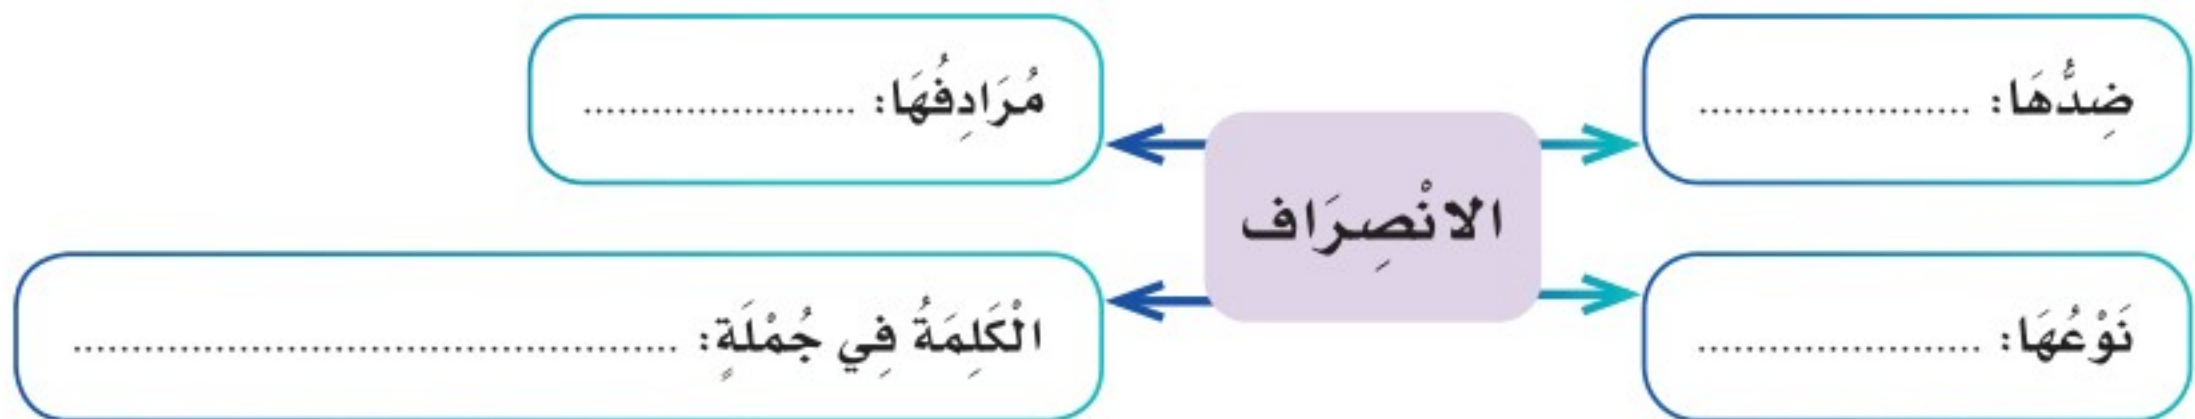 ضِدُّهَا: ......................
مُرَادِفُهَا: ......................
الانْصِرَاف
نَوْعُهَا: ......................
الْكَلِمَةُ فِي جُمْلَةٍ: ..................................................